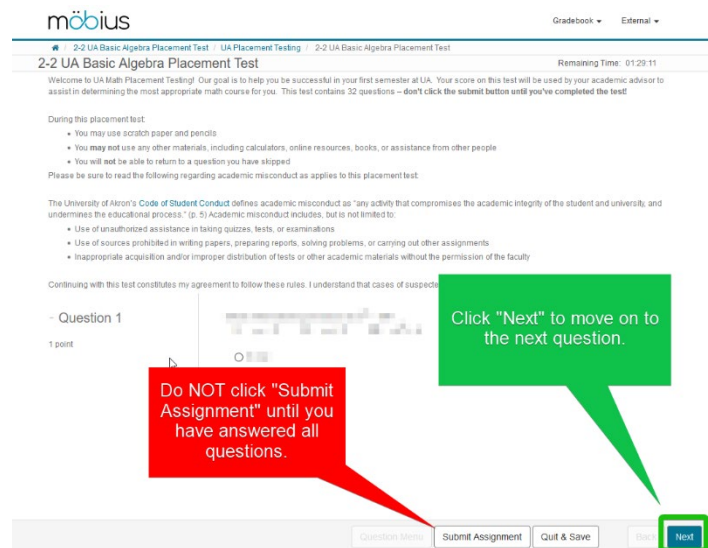 möbius
Gradebook
External
2-2 UA Basic Algebra Placement Test / UA Placement Testing / 2-2 UA Basic Algebra Placement Test
2-2 UA Basic Algebra Placement Test
Remaining Time: 01:29:11
Welcome to UA Math Placement Testing! Our goal is to help you be successful in your first semester at UA. Your score on this test will be used by your academic advisor to
assist in determining the most appropriate math course for you. This test contains 32 questions – don't click the submit button until you've completed the test!
During this placement test:
• You may use scratch paper and pencils
• You may not use any other materials, including calculators, online resources, books, or assistance from other people
• You will not be able to return to a question you have skipped
Please be sure to read the following regarding academic misconduct as applies to this placement test:
The University of Akron's Code of Student Conduct defines academic misconduct as "any activity that compromises the academic integrity of the student and university, and
undermines the educational process." (p. 5) Academic misconduct includes, but is not limited to:
• Use of unauthorized assistance in taking quizzes, tests, or examinations
• Use of sources prohibited in writing papers, preparing reports, solving problems, or carrying out other assignments
• Inappropriate acquisition and/or improper distribution of tests or other academic materials without the permission of the faculty
Continuing with this test constitutes my agreement to follow these rules. I understand that cases of suspecte
- Question 1
1 point
Click "Next" to move on to
the next question.
Do NOT click "Submit
Assignment" until you
have answered all
questions.
Question Menu
Submit Assignment
Quit & Save
Back
Next